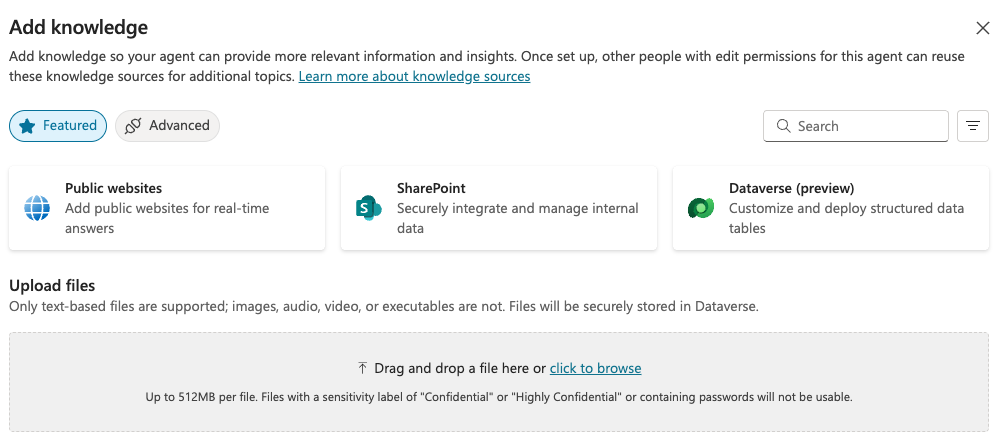 Add knowledge
Add knowledge so your agent can provide more relevant information and insights. Once set up, other people with edit permissions for this agent can reuse
these knowledge sources for additional topics. Learn more about knowledge sources
Featured
Advanced
Search
Public websites
Add public websites for real-time
answers
SharePoint
Securely integrate and manage internal
data
Dataverse (preview)
Customize and deploy structured data
tables
Upload files
Only text-based files are supported; images, audio, video, or executables are not. Files will be securely stored in Dataverse.
Drag and drop a file here or click to browse
Up to 512MB per file. Files with a sensitivity label of "Confidential" or "Highly Confidential" or containing passwords will not be usable.